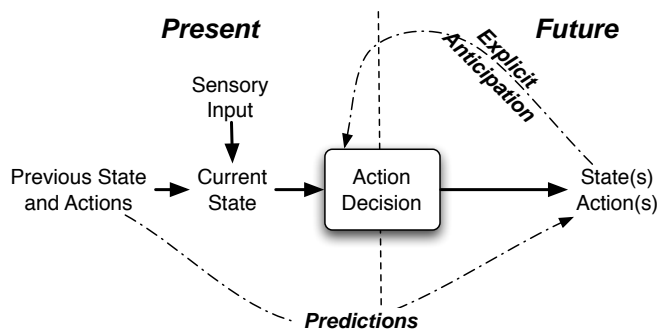 Present
Future
Explicit
Anticipation
Sensory
Input
Previous State
and Actions
Current
State
Action
Decision
State(s)
Action(s)
Predictions